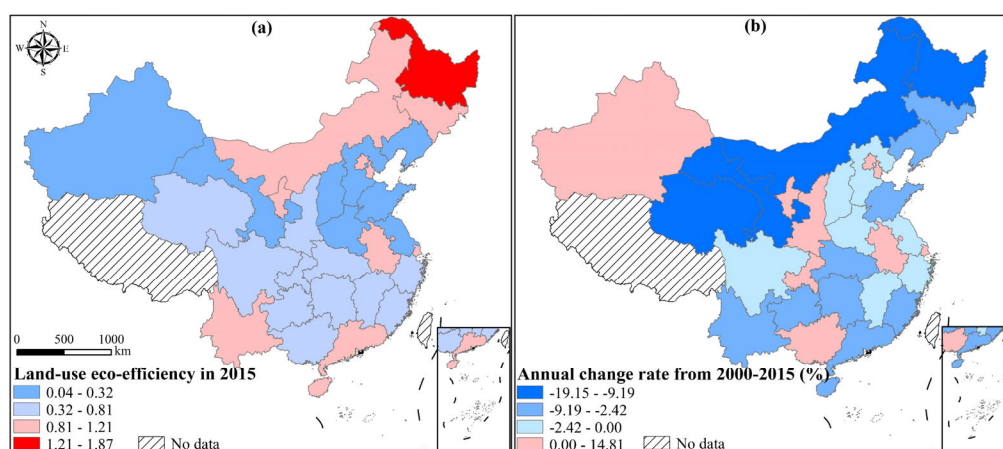 (a)
N
W E
S
0 500 1000
km
Land-use eco-efficiency in 2015
0.04 - 0.32
0.32 - 0.81
0.81 - 1.21
1.21 - 1.87
No data
(b)
Annual change rate from 2000-2015 (%)
-19.15 - -9.19
-9.19 - -2.42
-2.42 - 0.00
0.00 - 14.81
No data